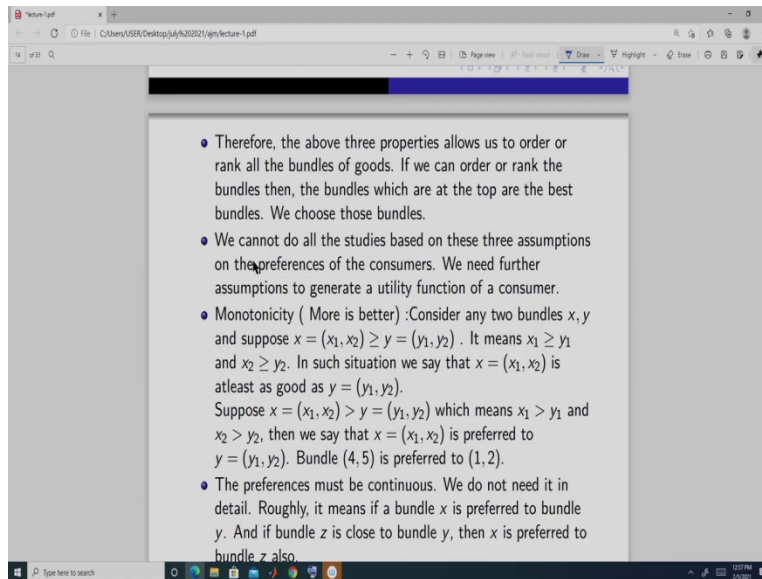 *lecture-1.pdf
File | C:/Users/USER/Desktop/july%202021/ajm/lecture-1.pdf
14 of 35
Page view | Read aloud | Draw Highlight Erase
• Therefore, the above three properties allows us to order or
rank all the bundles of goods. If we can order or rank the
bundles then, the bundles which are at the top are the best
bundles. We choose those bundles.
• We cannot do all the studies based on these three assumptions
on the preferences of the consumers. We need further
assumptions to generate a utility function of a consumer.
• Monotonicity ( More is better) :Consider any two bundles x, y
and suppose x = (x₁, x₂) ≥ y = (y₁, y₂) . It means x₁ ≥ y₁
and x₂ ≥ y₂. In such situation we say that x = (x₁, x₂) is
atleast as good as y = (y₁, y₂).
Suppose x = (x₁, x₂) > y = (y₁, y₂) which means x₁ > y₁ and
x₂ > y₂, then we say that x = (x₁, x₂) is preferred to
y = (y₁, y₂). Bundle (4, 5) is preferred to (1, 2).
• The preferences must be continuous. We do not need it in
detail. Roughly, it means if a bundle x is preferred to bundle
y. And if bundle z is close to bundle y, then x is preferred to
bundle z also.
Type here to search
12:57 PM